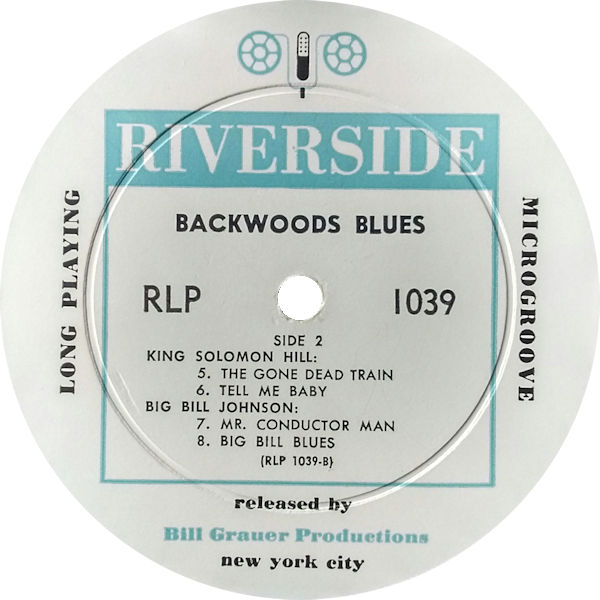 RIVERSIDE
BACKWOODS BLUES
LONG PLAYING
MICROGROOVE
RLP 1039
SIDE 2
KING SOLOMON HILL:
5. THE GONE DEAD TRAIN
6. TELL ME BABY
BIG BILL JOHNSON:
7. MR. CONDUCTOR MAN
8. BIG BILL BLUES
(RLP 1039-B)
released by
Bill Grauer Productions
new york city